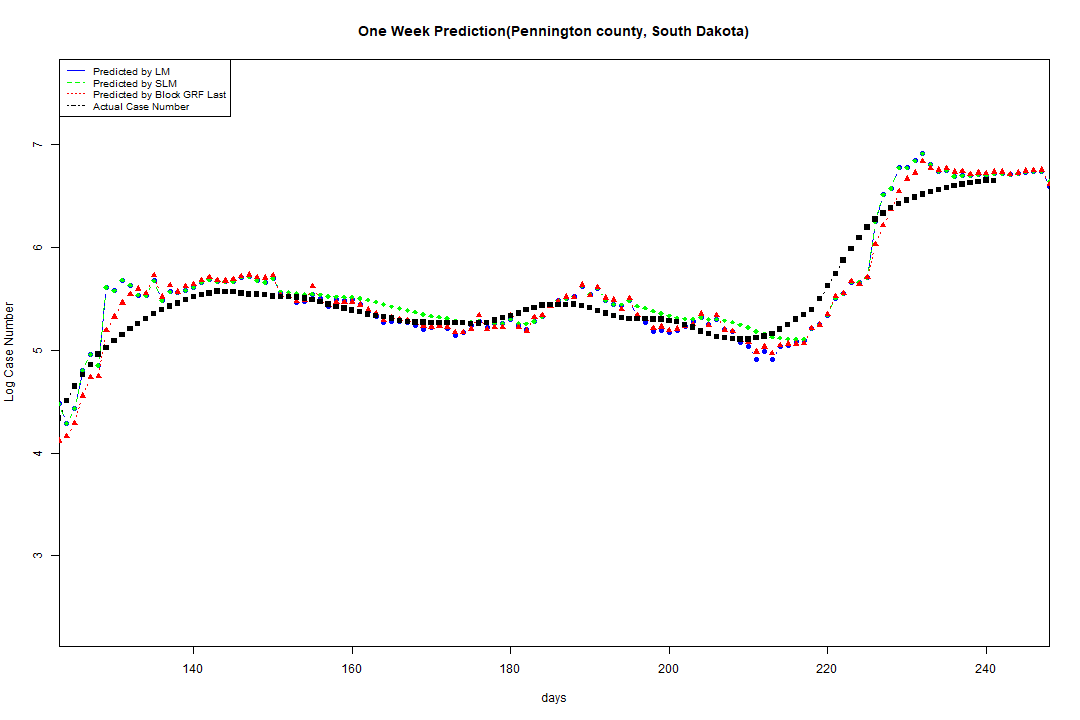 One Week Prediction(Pennington county, South Dakota)
Predicted by LM
Predicted by SLM
Predicted by Block GRF Last
Actual Case Number
7
6
5
4
3
Log Case Number
140 160 180 200 220 240
days